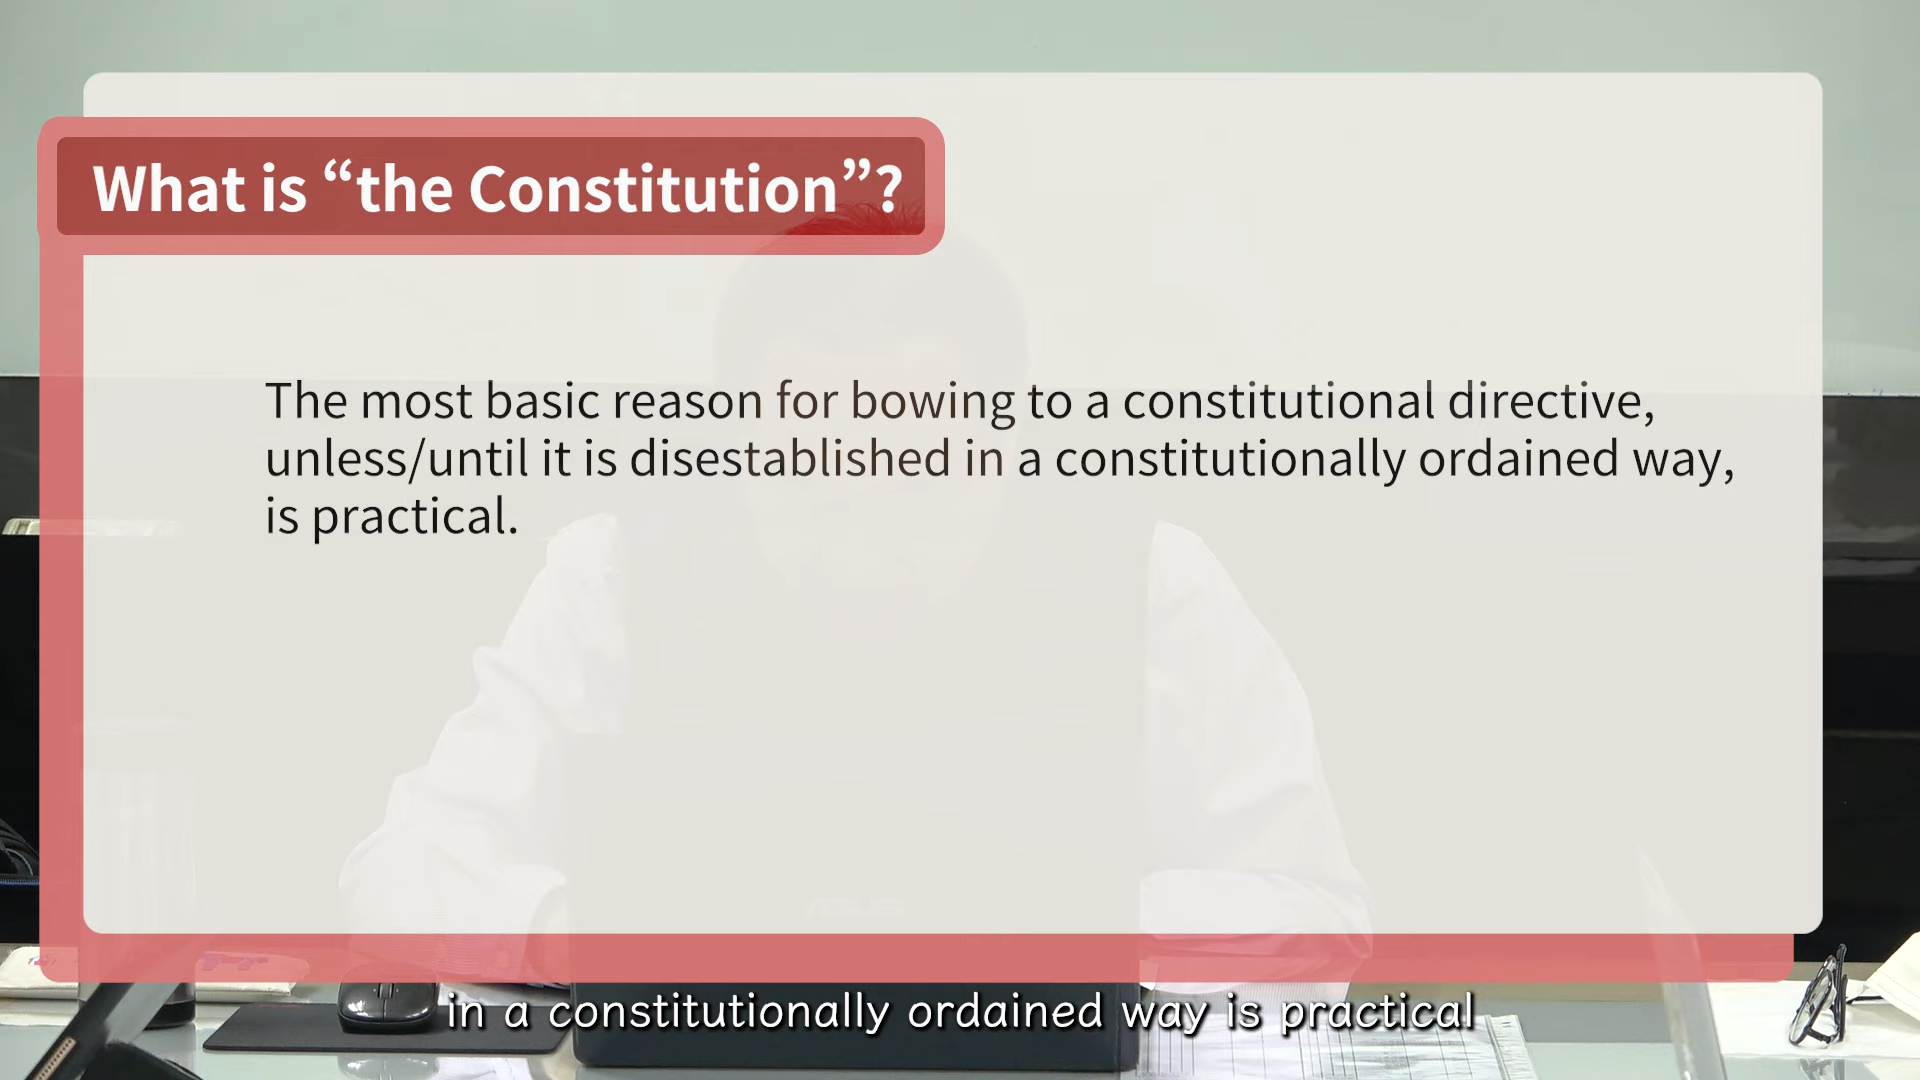 What is “the Constitution”?
The most basic reason for bowing to a constitutional directive,
unless/until it is disestablished in a constitutionally ordained way,
is practical.
in a constitutionally ordained way is practical